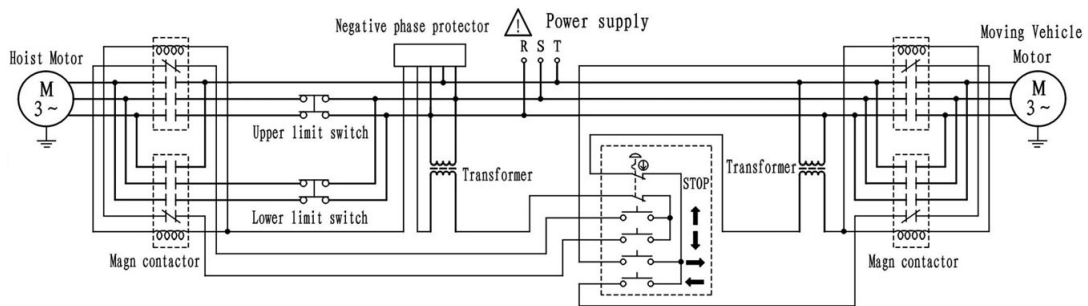 Negative phase protector
Power supply
R S T
Hoist Motor
M
3~
Moving Vehicle
Motor
M
3~
Upper limit switch
Transformer
STOP
Transformer
Lower limit switch
Magn contactor
Magn contactor